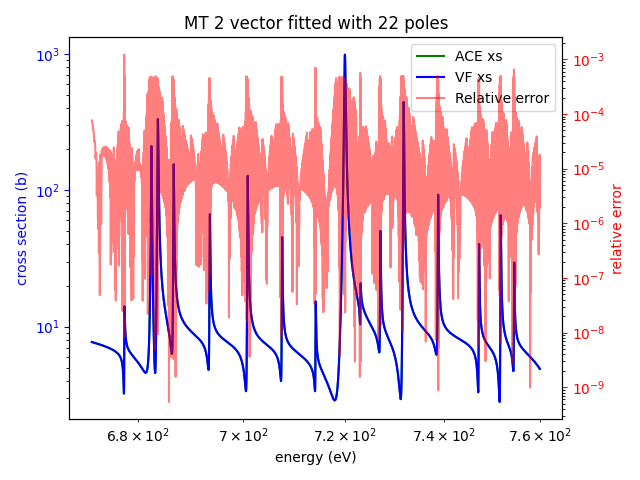 MT 2 vector fitted with 22 poles
ACE xs
VF xs
Relative error
cross section (b)
10³
10²
10¹
relative error
10⁻³
10⁻⁴
10⁻⁵
10⁻⁶
10⁻⁷
10⁻⁸
10⁻⁹
6.8 × 10² 7 × 10² 7.2 × 10² 7.4 × 10² 7.6 × 10²
energy (eV)